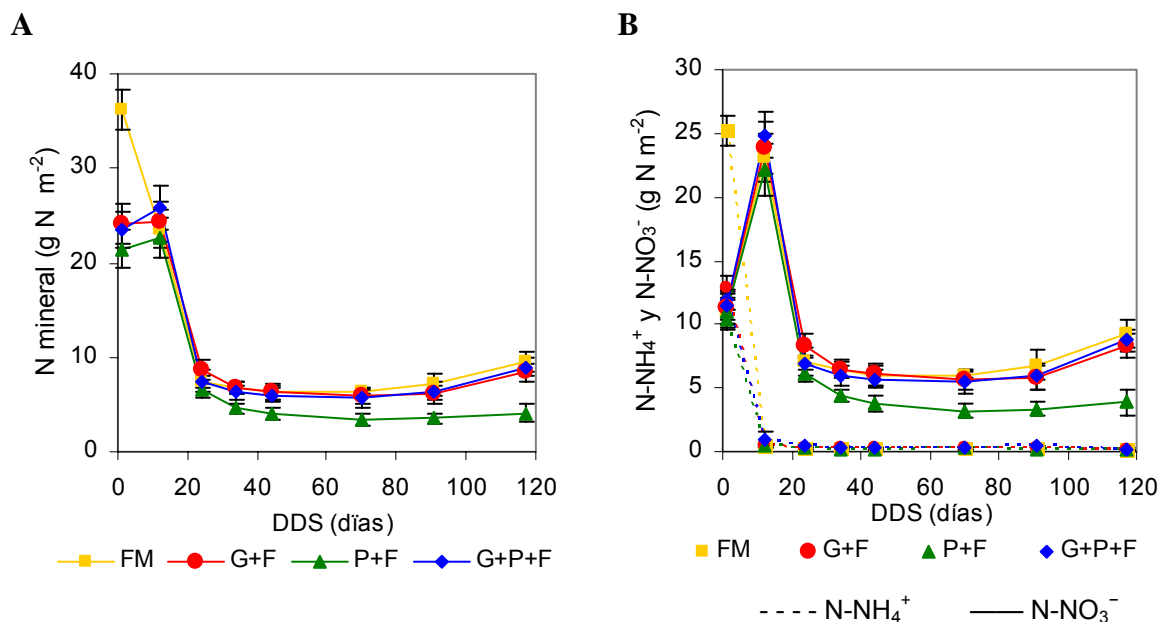 A
N mineral (g N m⁻²)
40
30
20
10
0
0 20 40 60 80 100 120
DDS (dïas)
FM G+F P+F G+P+F
B
N-NH₄⁺ y N-NO₃⁻ (g N m⁻²)
30
25
20
15
10
5
0
0 20 40 60 80 100 120
DDS (días)
FM G+F P+F G+P+F
N-NH₄⁺ N-NO₃⁻